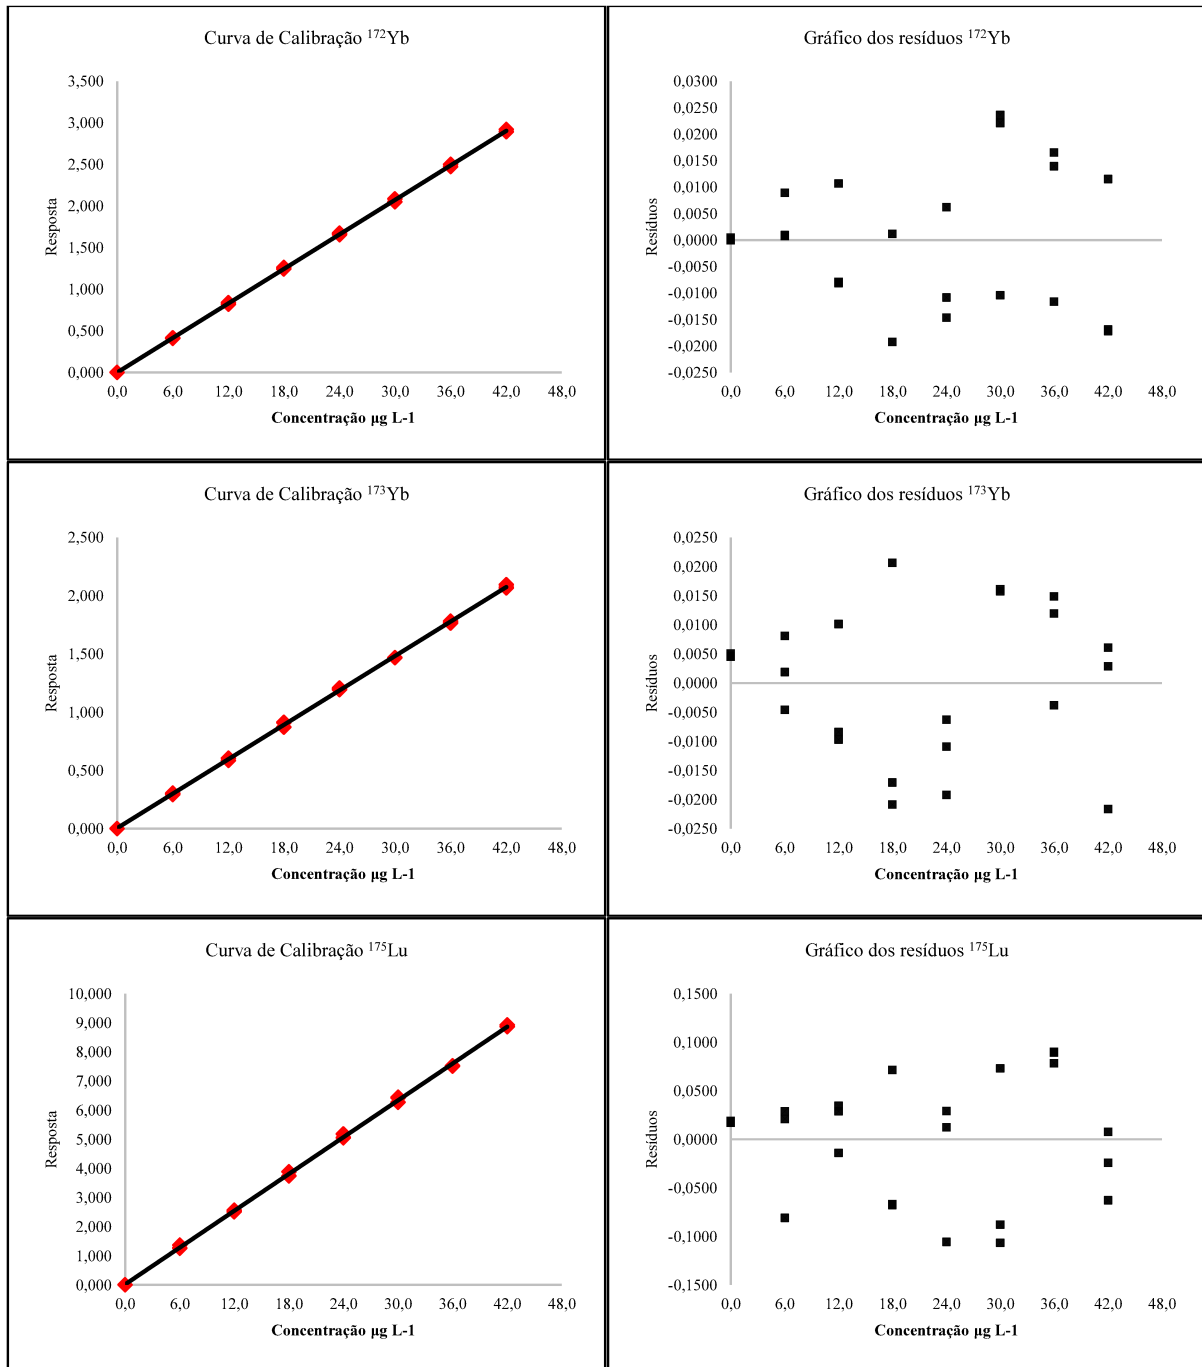 Curva de Calibração ¹⁷²Yb
3,500
3,000
2,500
2,000
1,500
1,000
0,500
0,000
Resposta
0,0 6,0 12,0 18,0 24,0 30,0 36,0 42,0 48,0
Concentração µg L-1
Gráfico dos resíduos ¹⁷²Yb
0,0300
0,0250
0,0200
0,0150
0,0100
0,0050
0,0000
-0,0050
-0,0100
-0,0150
-0,0200
-0,0250
Resíduos
0,0 6,0 12,0 18,0 24,0 30,0 36,0 42,0 48,0
Concentração µg L-1
Curva de Calibração ¹⁷³Yb
2,500
2,000
1,500
1,000
0,500
0,000
Resposta
0,0 6,0 12,0 18,0 24,0 30,0 36,0 42,0 48,0
Concentração µg L-1
Gráfico dos resíduos ¹⁷³Yb
0,0250
0,0200
0,0150
0,0100
0,0050
0,0000
-0,0050
-0,0100
-0,0150
-0,0200
-0,0250
Resíduos
0,0 6,0 12,0 18,0 24,0 30,0 36,0 42,0 48,0
Concentração µg L-1
Curva de Calibração ¹⁷⁵Lu
10,000
9,000
8,000
7,000
6,000
5,000
4,000
3,000
2,000
1,000
0,000
Resposta
0,0 6,0 12,0 18,0 24,0 30,0 36,0 42,0 48,0
Concentração µg L-1
Gráfico dos resíduos ¹⁷⁵Lu
0,1500
0,1000
0,0500
0,0000
-0,0500
-0,1000
-0,1500
Resíduos
0,0 6,0 12,0 18,0 24,0 30,0 36,0 42,0 48,0
Concentração µg L-1